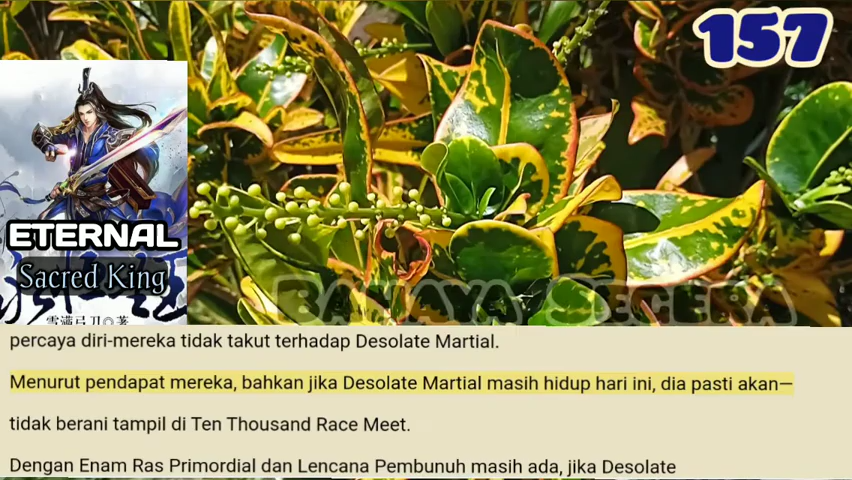 157
ETERNAL
Sacred King
BAHAYA SEGERA
percaya diri-mereka tidak takut terhadap Desolate Martial.
Menurut pendapat mereka, bahkan jika Desolate Martial masih hidup hari ini, dia pasti akan—
tidak berani tampil di Ten Thousand Race Meet.
Dengan Enam Ras Primordial dan Lencana Pembunuh masih ada, jika Desolate